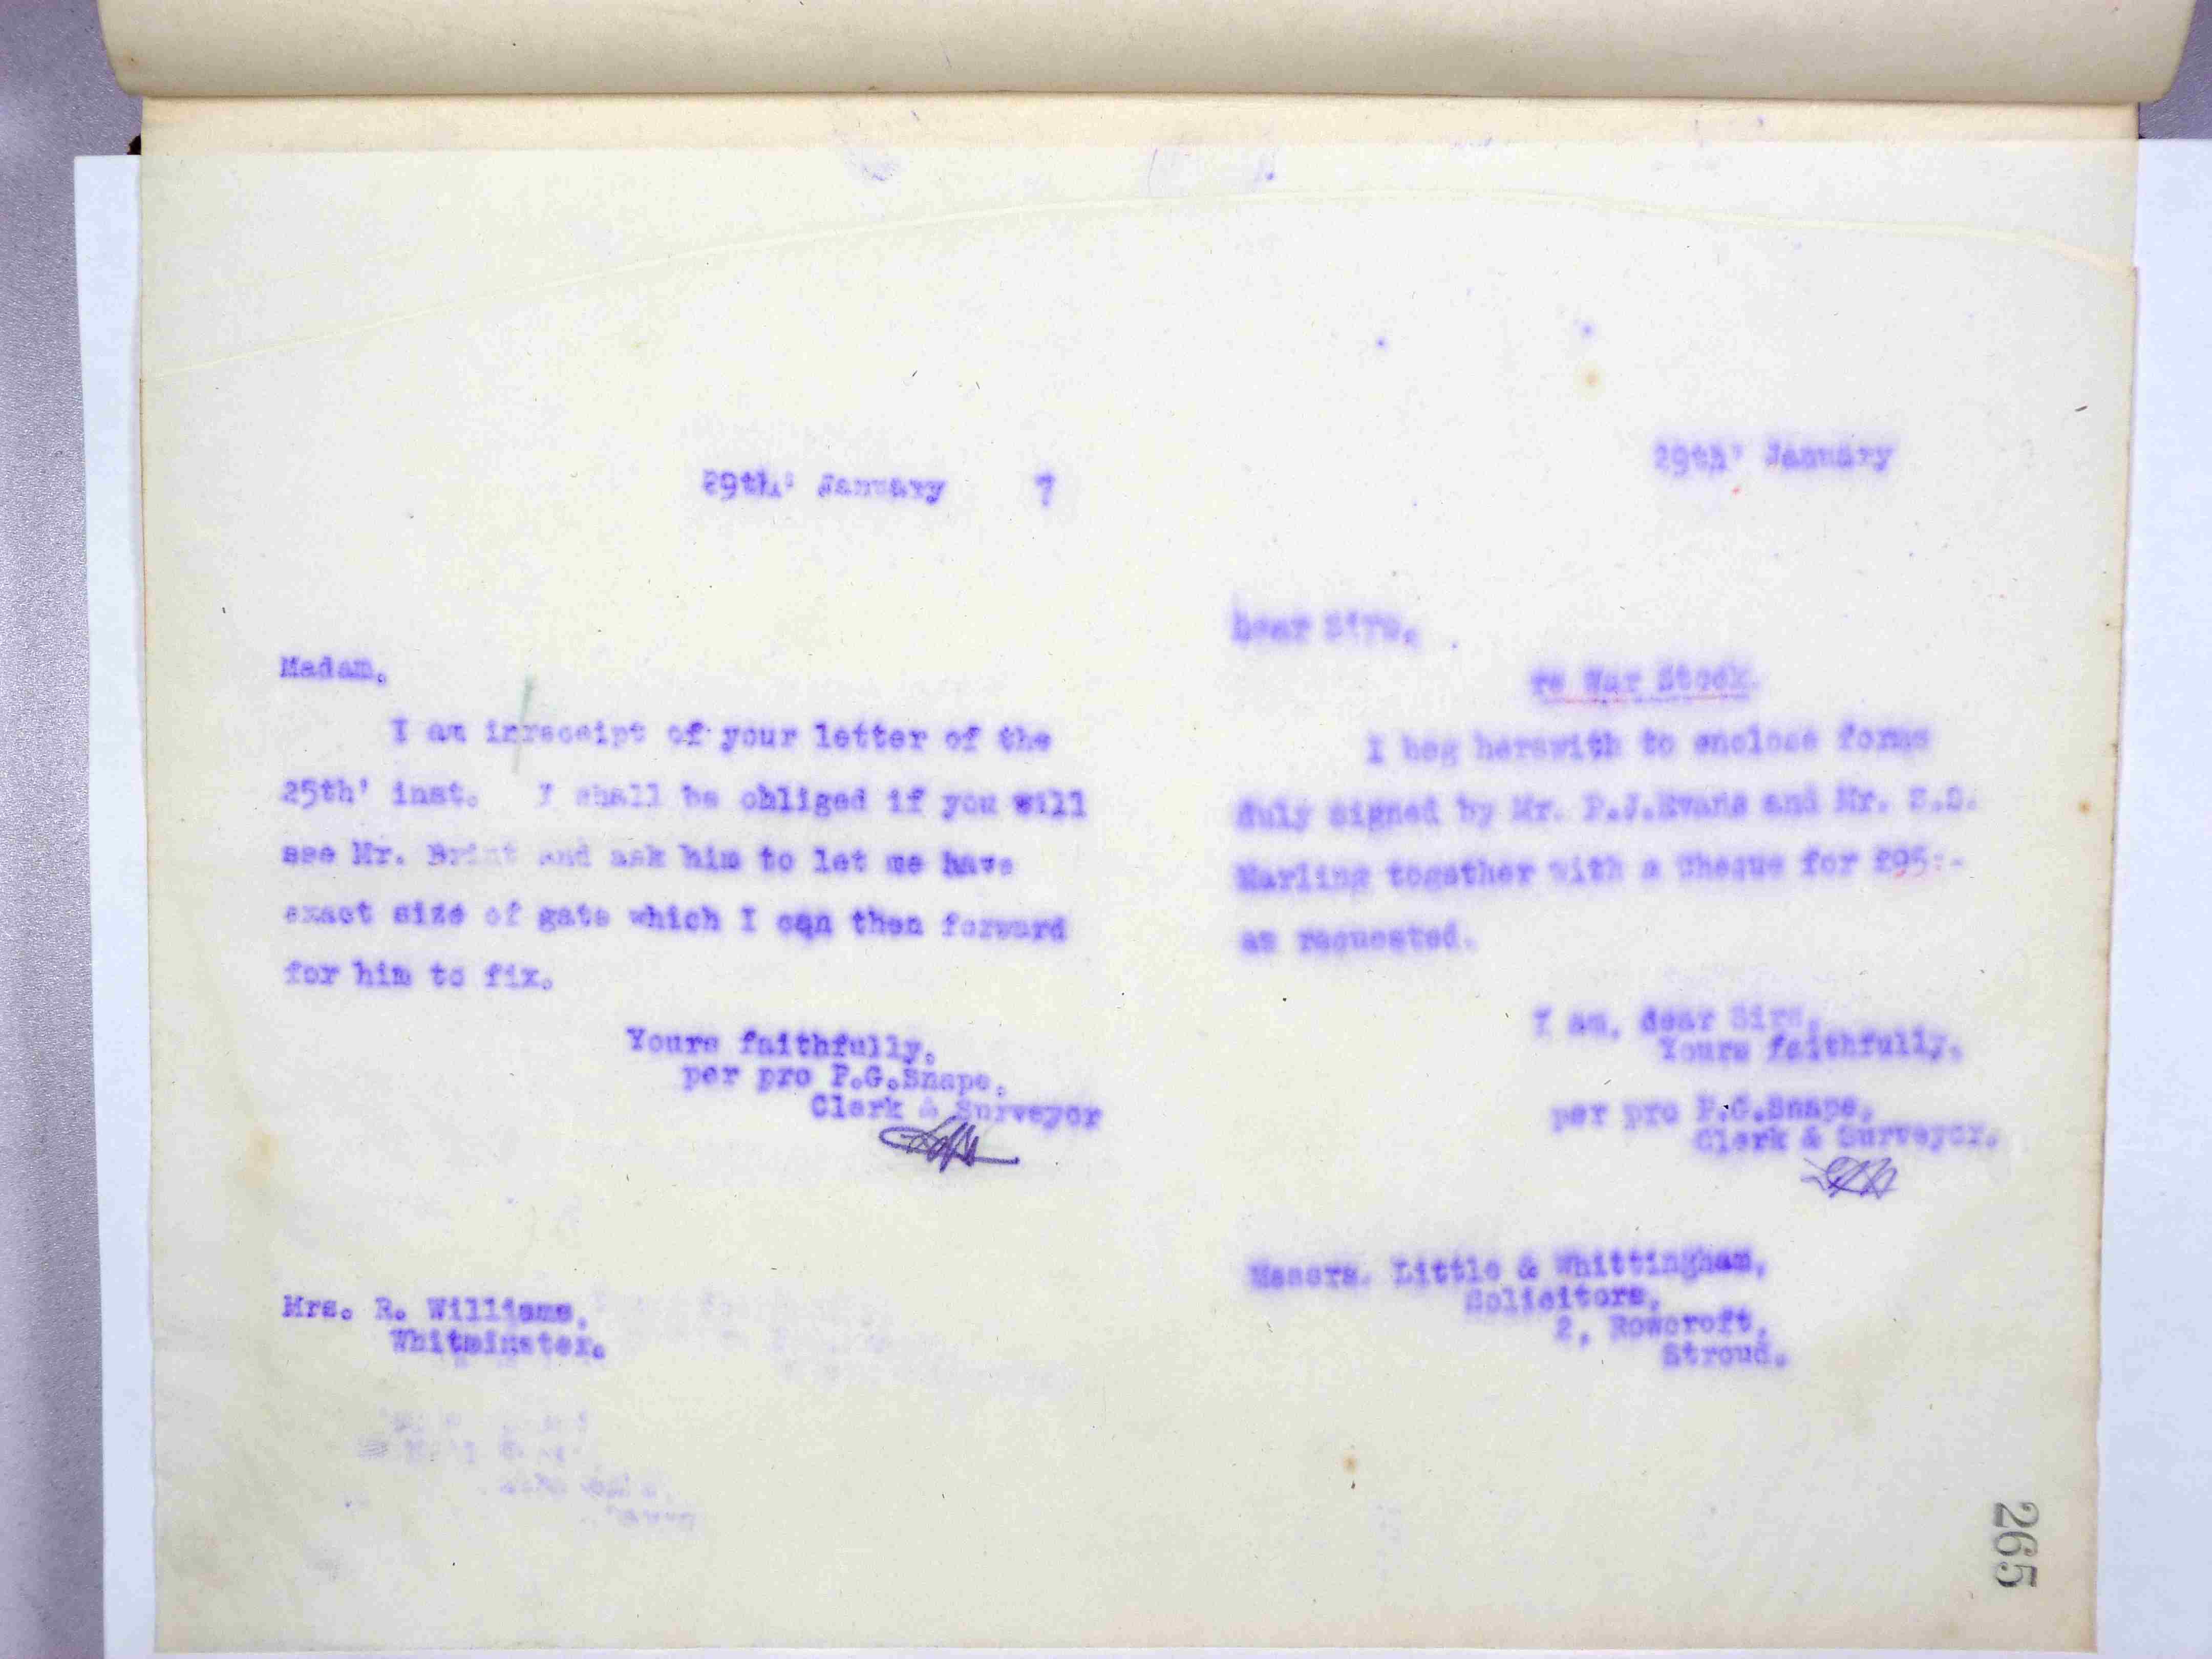 29th' January 7
Madam,
I am in receipt of your letter of the
25th' inst. I shall be obliged if you will
see Mr. Brint and ask him to let me have
exact size of gate which I can then forward
for him to fix.
Yours faithfully,
per pro P.G.Snape,
Clerk & Surveyor
Mrs. R. Williams,
Whitminster.
29th' January
Dear Sirs,
re War Stock.
I beg herewith to enclose forms
duly signed by Mr. P.J.Evans and Mr. S.S.
Marling together with a Cheque for £95:-
as requested.
I am, dear Sirs,
Yours faithfully,
per pro P.G.Snape,
Clerk & Surveyor.
Messrs. Little & Whittingham,
Solicitors,
2, Rowcroft,
Stroud.
265